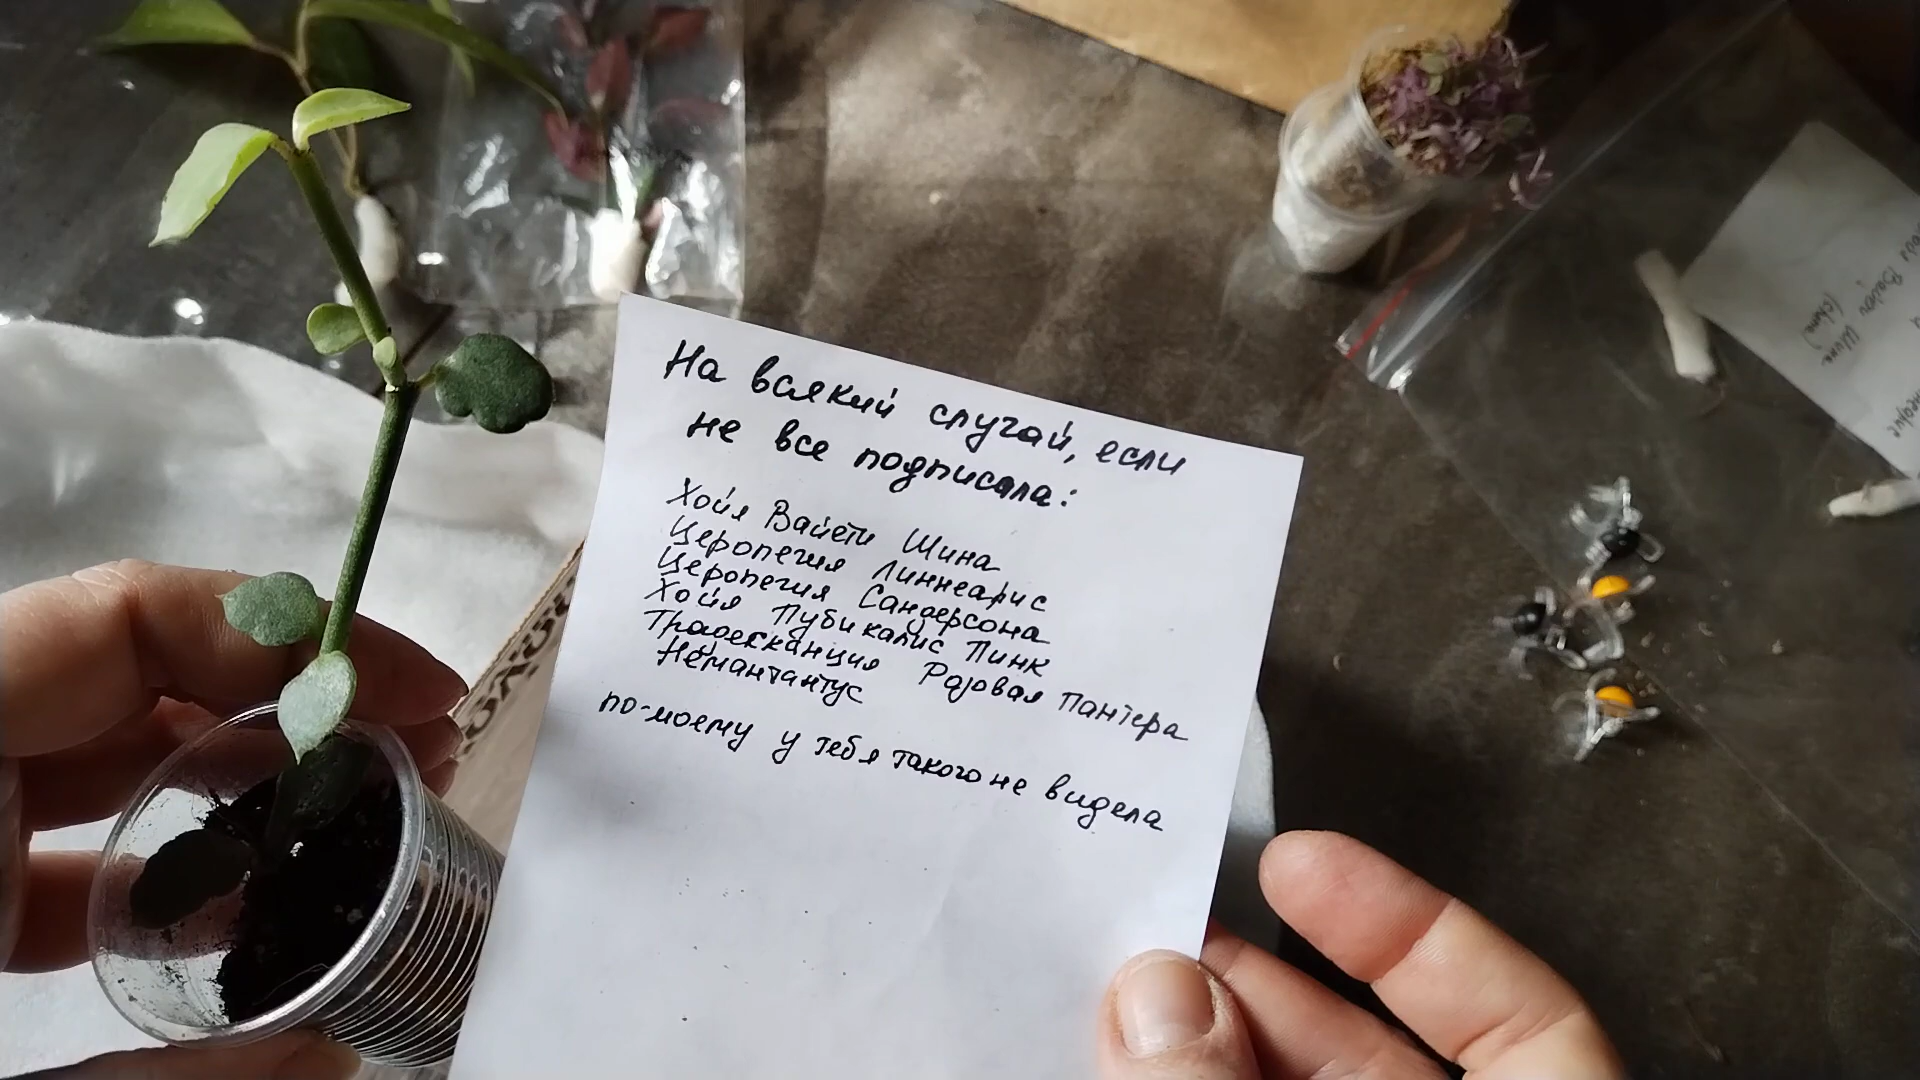 На всякий случай, если
не все подписала:
Хойя Вайети Шина
Церопегия Линнеарис
Церопегия Сандерсона
Хойя Пубикалис Пинк
Традесканция Розовая Пантера
Немантантус
по-моему у тебя такого не видела
Шина